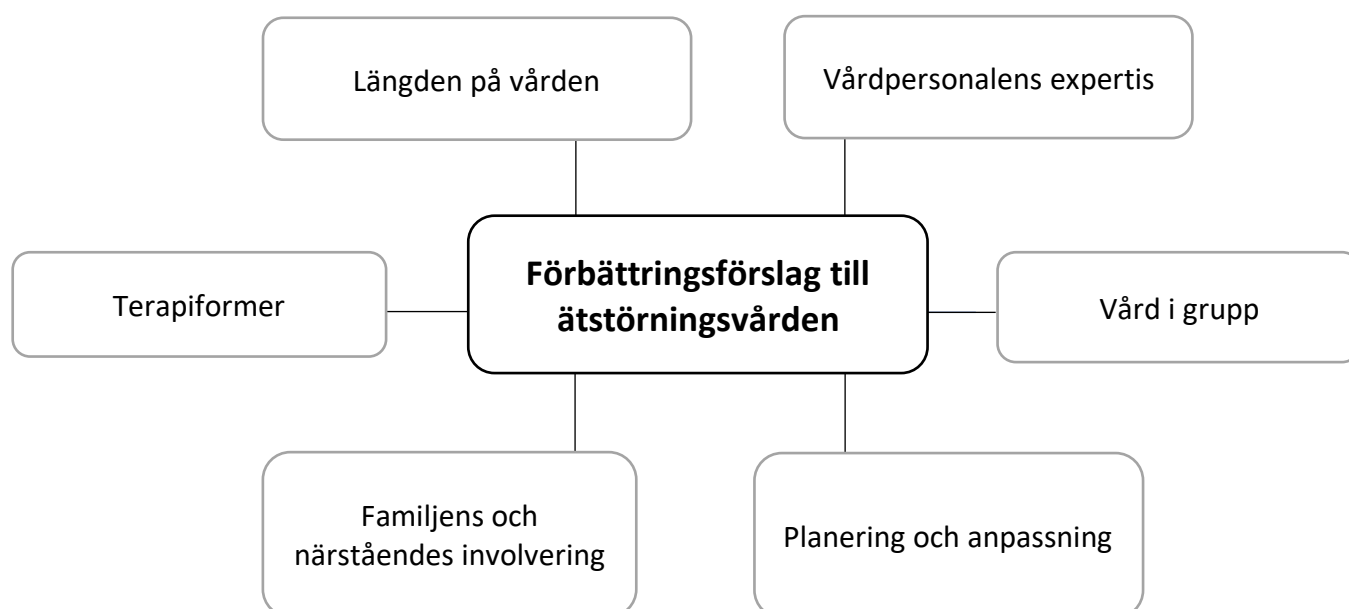 Längden på vården
Vårdpersonalens expertis
Förbättringsförslag till
ätstörningsvården
Terapiformer
Vård i grupp
Familjens och
närståendes involvering
Planering och anpassning